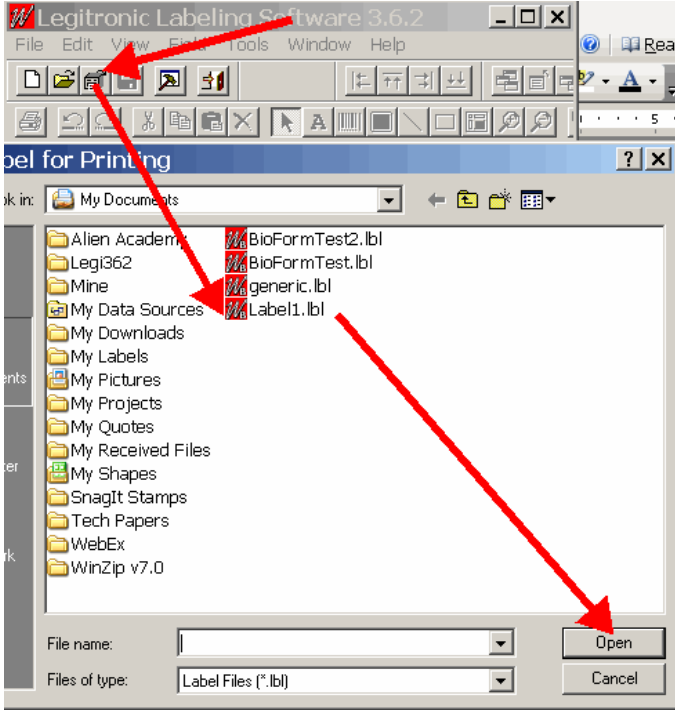 Legitronic Labeling Software 3.6.2
File Edit View Field Tools Window Help
Rea
A
A
5
bel for Printing
ok in: My Documents
Alien Academy
Legi362
Mine
My Data Sources
My Downloads
My Labels
My Pictures
My Projects
My Quotes
My Received Files
My Shapes
SnagIt Stamps
Tech Papers
WebEx
WinZip v7.0
BioFormTest2.lbl
BioFormTest.lbl
generic.lbl
Label1.lbl
ents
ter
rk
File name:
Open
Files of type: Label Files (*.lbl)
Cancel